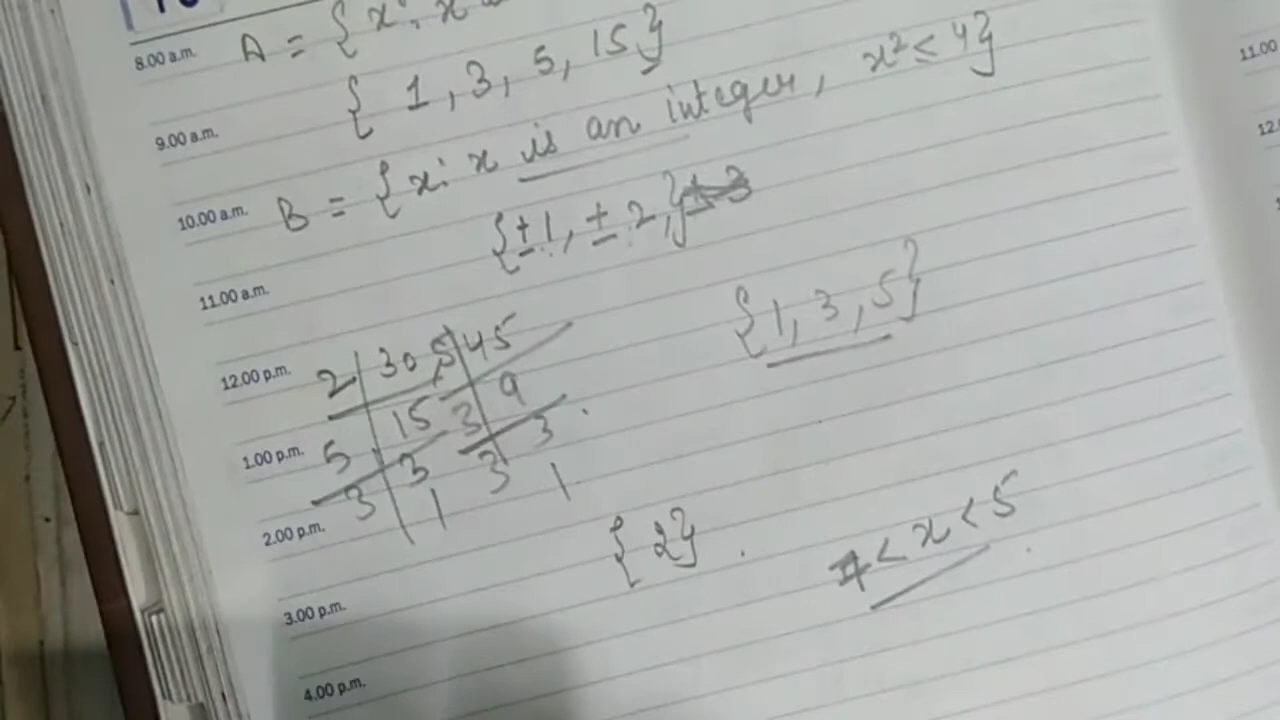 8.00 a.m. A = { x : x
{ 1, 3, 5, 15}
9.00 a.m.
B = {x: x is an integer, x² ≤ 4}
10.00 a.m.
{±1, ± 2,}
11.00 a.m.
{1, 3, 5}
12.00 p.m. 2 | 30 5 | 45
15 3 | 9
1.00 p.m. 5 | 3 3 | 3
3 | 1 1
2.00 p.m.
{2}. < x < 5
3.00 p.m.
4.00 p.m.
11.00
12.